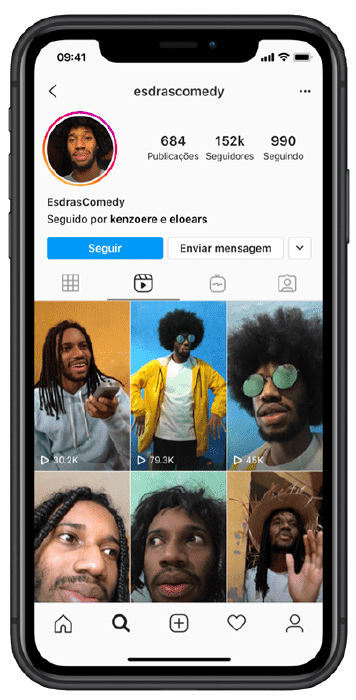 09:41
esdrascomedy
684 152k 990
Publicações Seguidores Seguindo
EsdrasComedy
Seguido por kenzoere e eloears
Seguir Enviar mensagem
30.2K 79.3K 45K